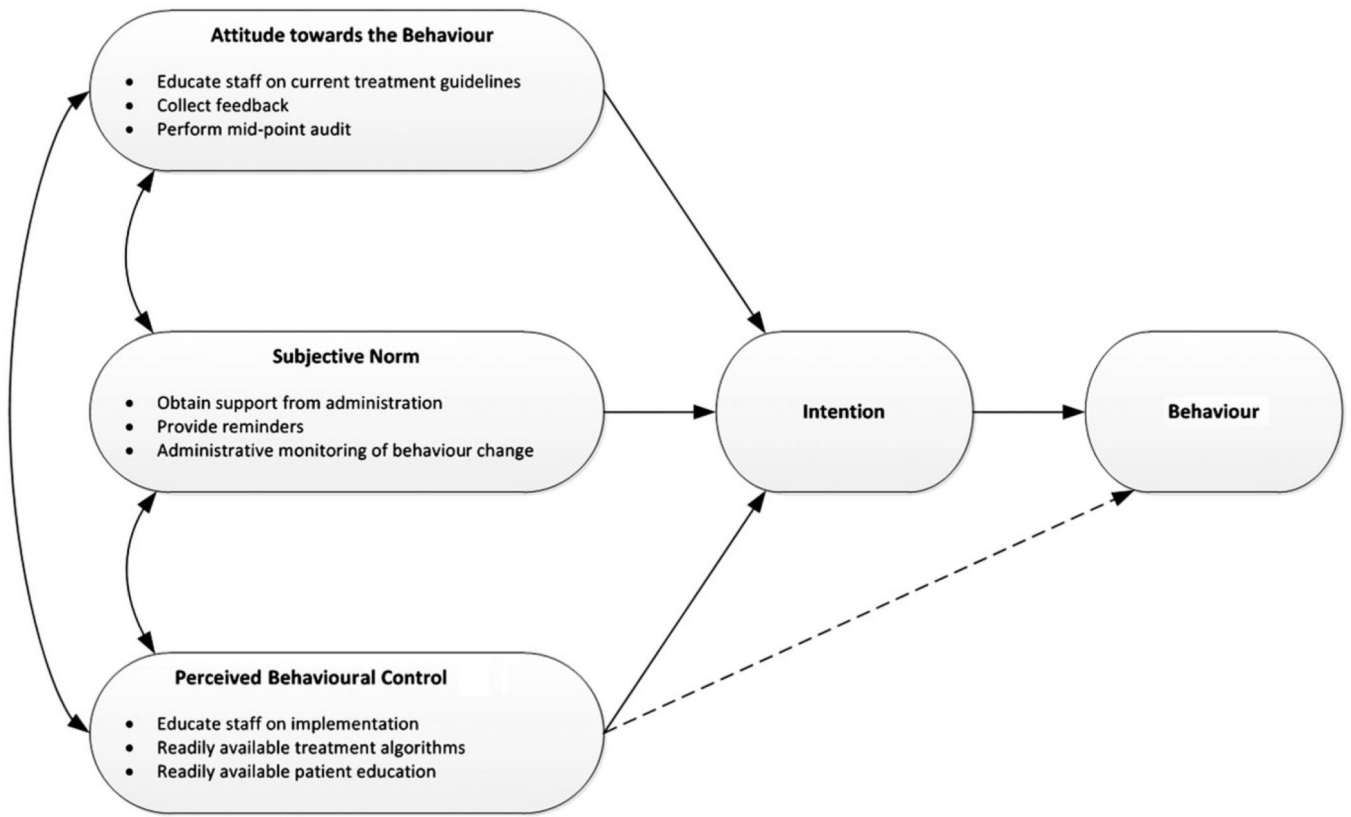 Attitude towards the Behaviour
• Educate staff on current treatment guidelines
• Collect feedback
• Perform mid-point audit
Subjective Norm
• Obtain support from administration
• Provide reminders
• Administrative monitoring of behaviour change
Intention
Behaviour
Perceived Behavioural Control
• Educate staff on implementation
• Readily available treatment algorithms
• Readily available patient education